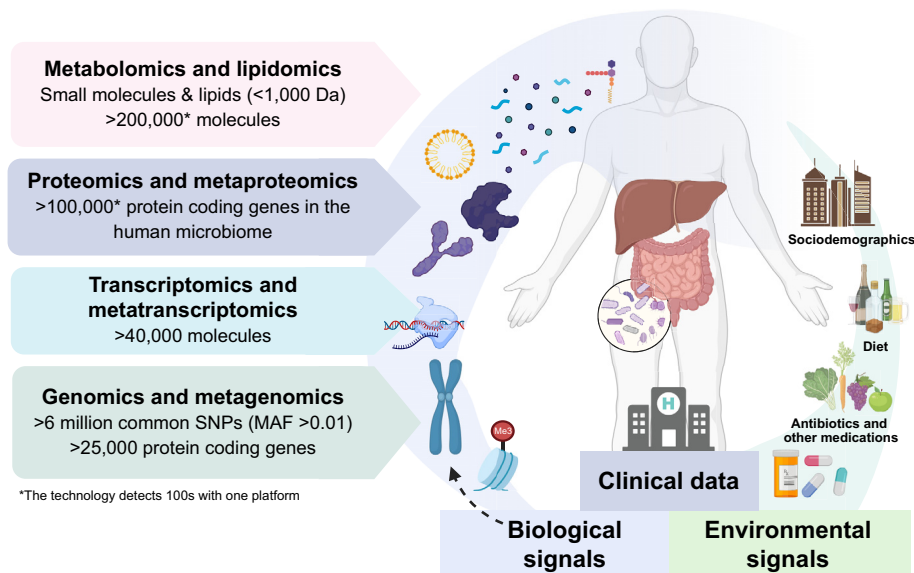 Metabolomics and lipidomics
Small molecules & lipids (<1,000 Da)
>200,000* molecules
Proteomics and metaproteomics
>100,000* protein coding genes in the
human microbiome
Transcriptomics and
metatranscriptomics
>40,000 molecules
Genomics and metagenomics
>6 million common SNPs (MAF >0.01)
>25,000 protein coding genes
*The technology detects 100s with one platform
Me3
H
Sociodemographics
Diet
Antibiotics and
other medications
Clinical data
Biological
signals
Environmental
signals